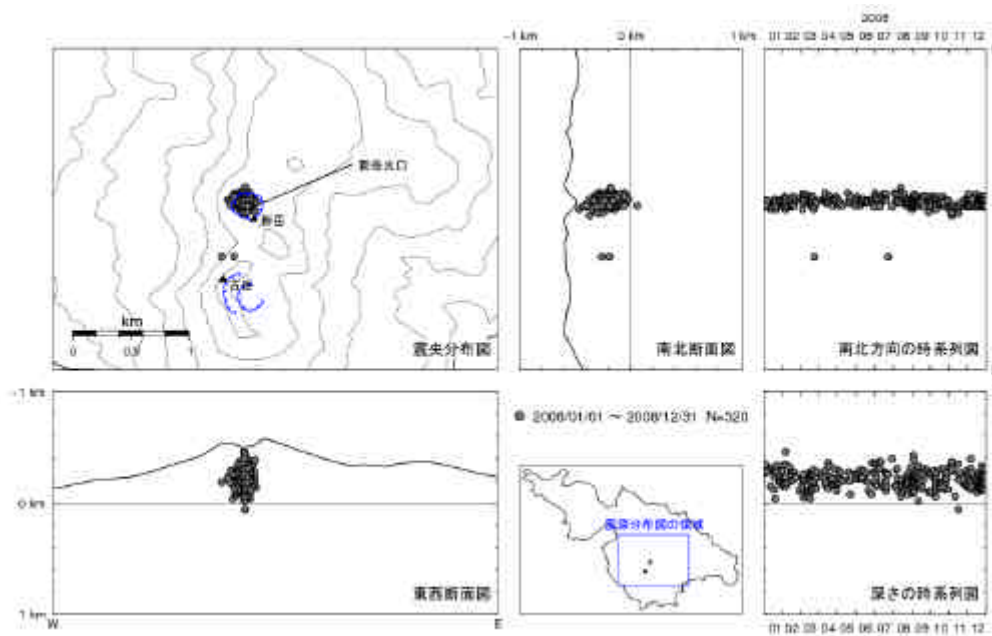 2008
-1 km 0 km 1 km
01 02 03 04 05 06 07 08 09 10 11 12
新岳火口
新岳
古岳
km
0 0.5 1
震央分布図
南北断面図
南北方向の時系列図
-1 km
0 km
1 km
W E
東西断面図
2008/01/01 ～ 2008/12/31 N=320
震源分布図の領域
深さの時系列図
01 02 03 04 05 06 07 08 09 10 11 12